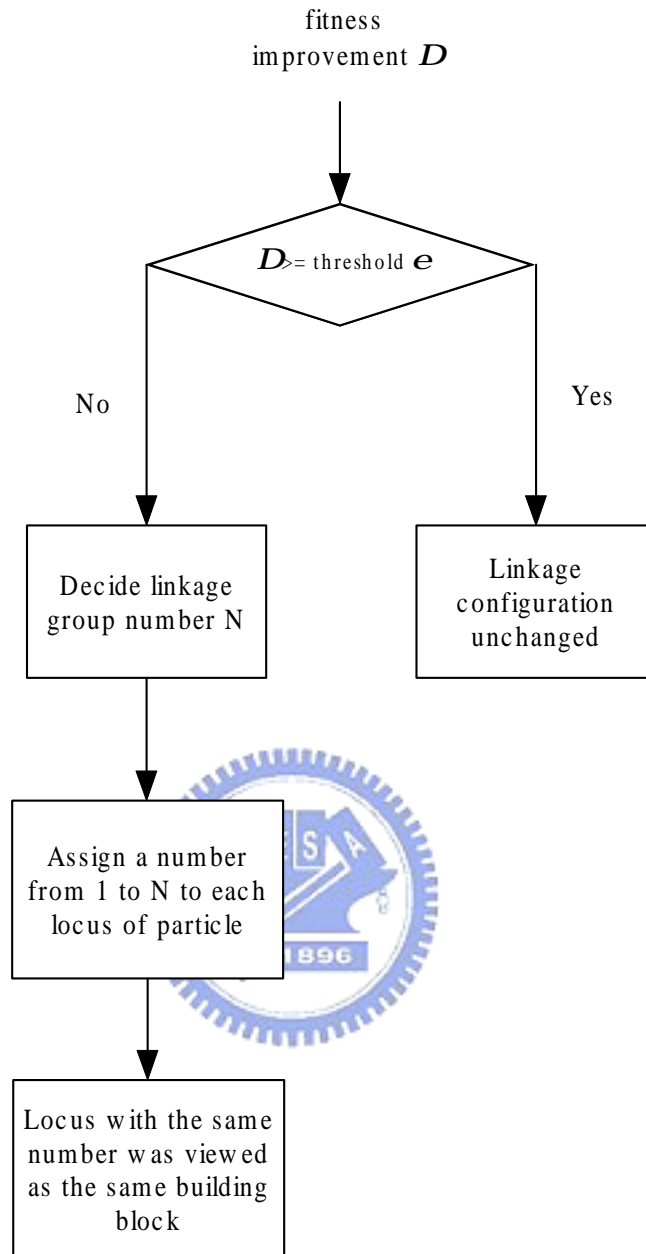 fitness
improvement D
D>= threshold e
No
Yes
Decide linkage
group number N
Linkage
configuration
unchanged
Assign a number
from 1 to N to each
locus of particle
E S A
1896
Locus with the same
number was viewed
as the same building
block